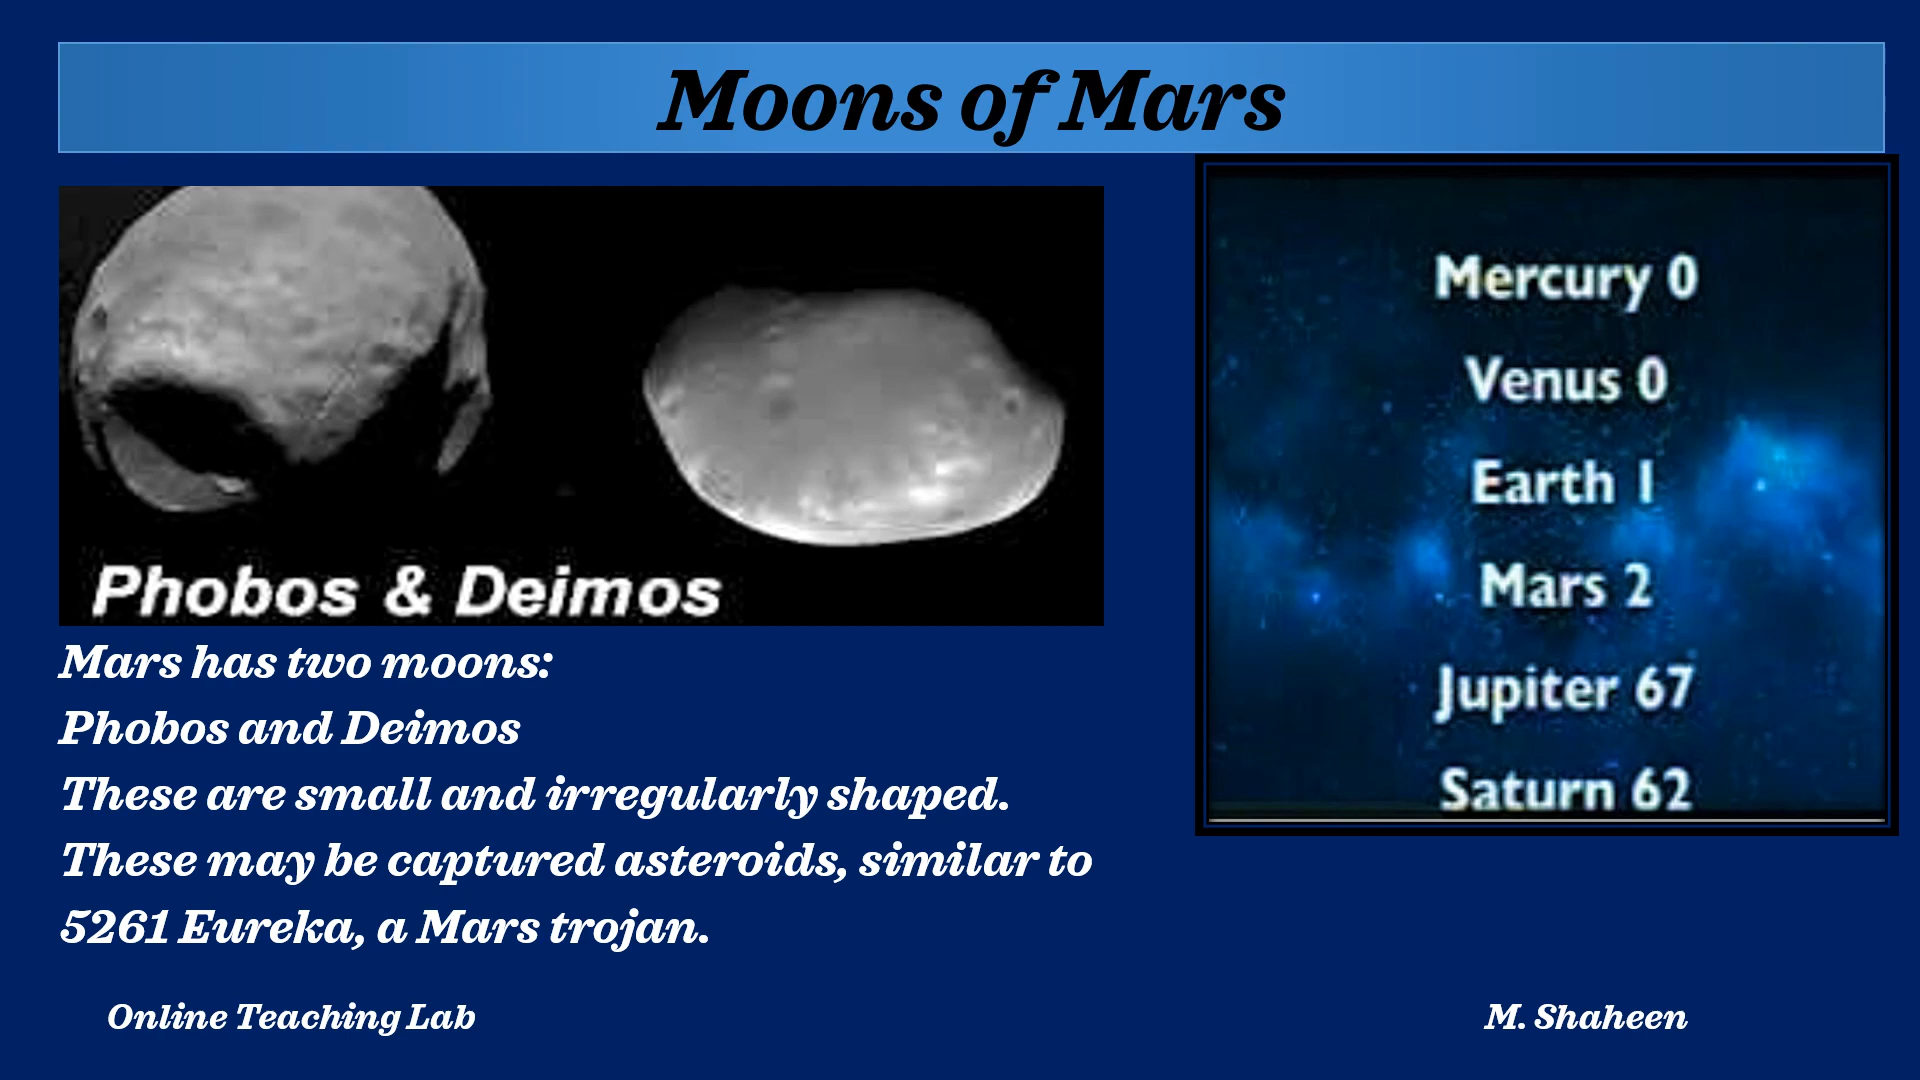 Moons of Mars
Phobos & Deimos
Mars has two moons:
Phobos and Deimos
These are small and irregularly shaped.
These may be captured asteroids, similar to
5261 Eureka, a Mars trojan.
Mercury 0
Venus 0
Earth 1
Mars 2
Jupiter 67
Saturn 62
Online Teaching Lab
M. Shaheen